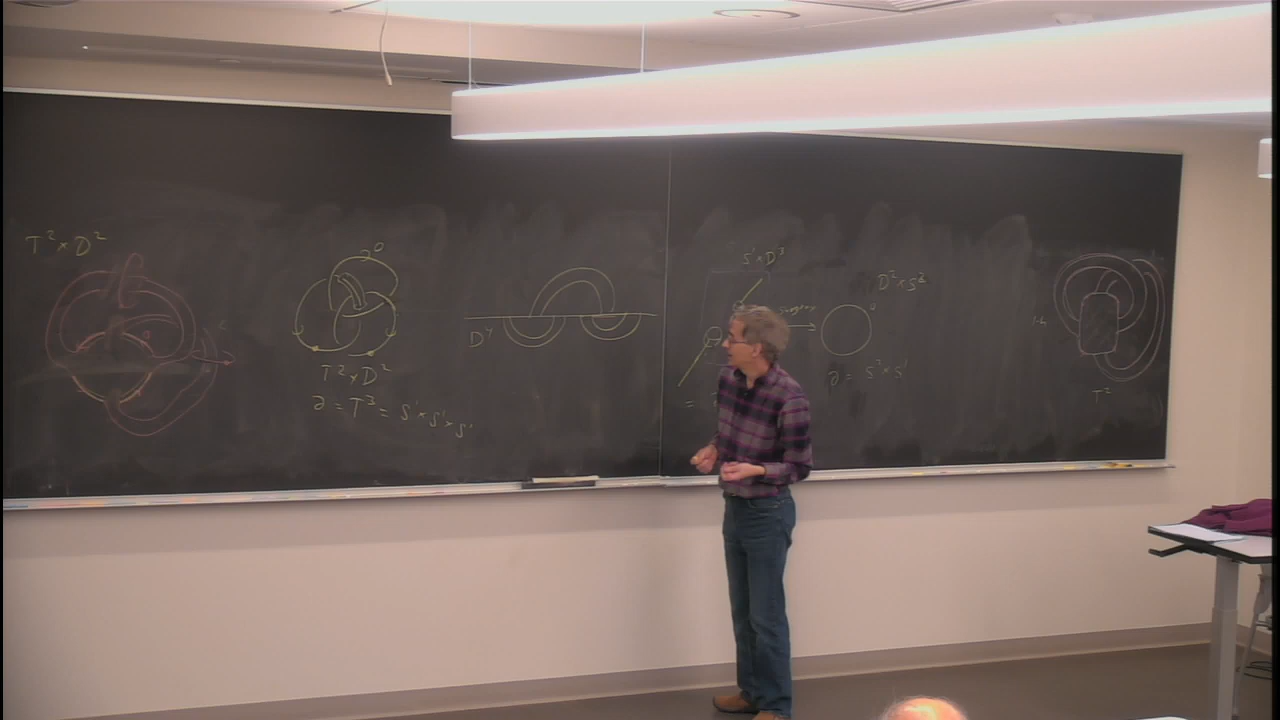 T² × D²
0
T² × D²
∂ = T³ = S¹ × S¹ × S¹
D⁴
S¹ × D³
surgery
0
D² × S²
∂ = S² × S¹
=
1-h
T²